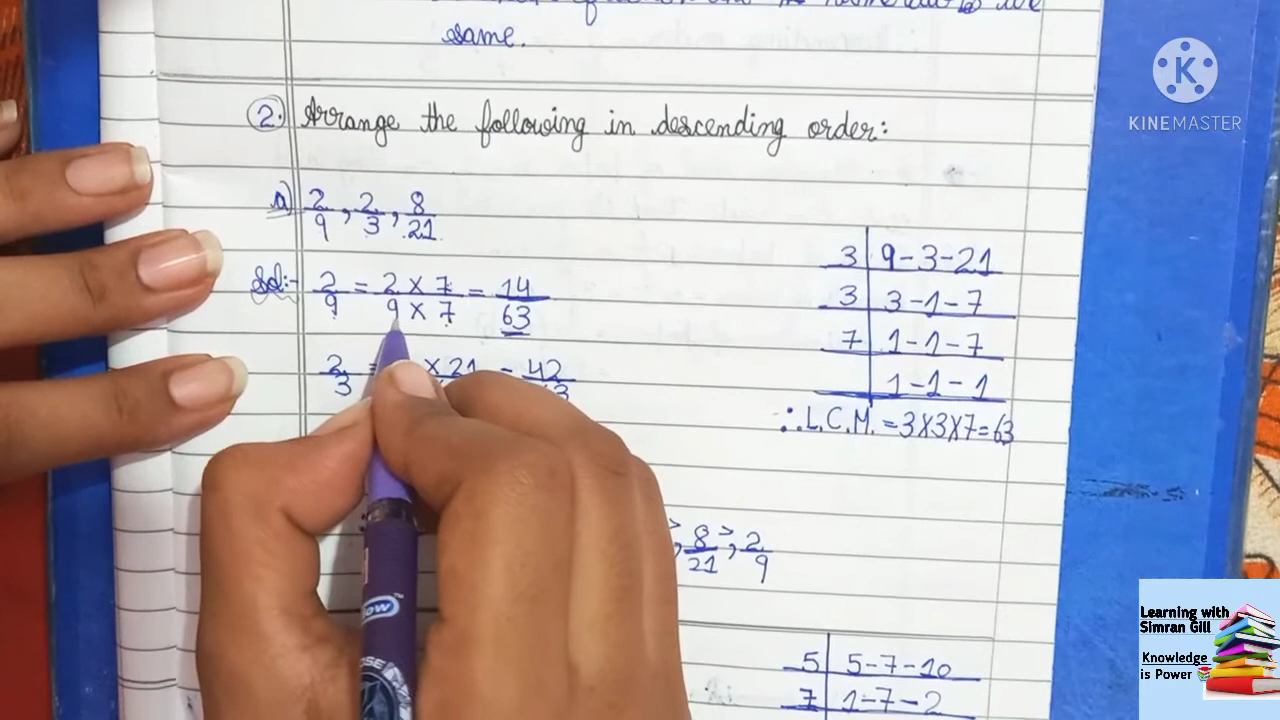 same.
KINEMASTER
2. Arrange the following in descending order:
a) 2/9, 2/3, 8/21
Sol:- 2/9 = 2 × 7 / 9 × 7 = 14/63
2/3 = × 21 = 42
3 | 9 - 3 - 21
3 | 3 - 1 - 7
7 | 1 - 1 - 7
1 - 1 - 1
∴ L.C.M. = 3 X 3 X 7 = 63
> , 8/21 > , 2/9
5 | 5 - 7 - 10
7 | 1 - 7 - 2
Learning with
Simran Gill
Knowledge
is Power